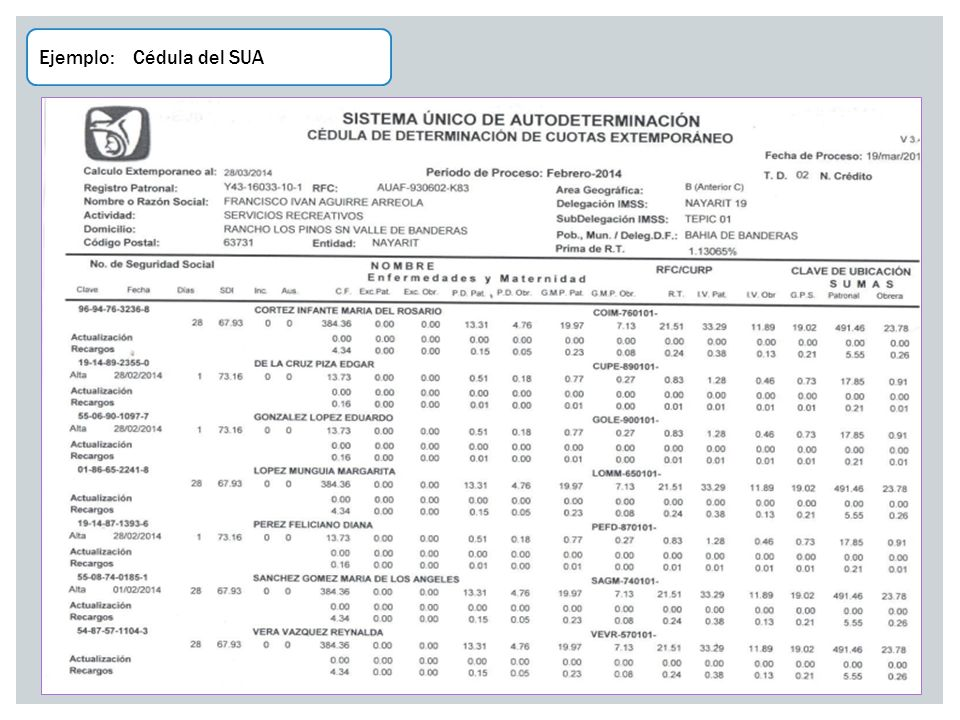 Ejemplo: Cédula del SUA
SISTEMA ÚNICO DE AUTODETERMINACIÓN
CÉDULA DE DETERMINACIÓN DE CUOTAS EXTEMPORÁNEO
V 3.
Fecha de Proceso: 19/mar/201
Calculo Extemporaneo al: 28/03/2014 Período de Proceso: Febrero-2014 T. D. 02 N. Crédito
Registro Patronal: Y43-16033-10-1 RFC: AUAF-930602-K83 Area Geográfica: B (Anterior C)
Nombre o Razón Social: FRANCISCO IVAN AGUIRRE ARREOLA Delegación IMSS: NAYARIT 19
Actividad: SERVICIOS RECREATIVOS SubDelegación IMSS: TEPIC 01
Domicilio: RANCHO LOS PINOS SN VALLE DE BANDERAS Pob., Mun. / Deleg.D.F.: BAHIA DE BANDERAS
Código Postal: 63731 Entidad: NAYARIT Prima de R.T. 1.13065%
No. de Seguridad Social NOMBRE RFC/CURP CLAVE DE UBICACIÓN
Enfermedades y Maternidad SUMAS
Clave Fecha Días SDI Inc. Aus. C.F. Exc.Pat. Exc. Obr. P.D. Pat. P.D. Obr. G.M.P. Pat. G.M.P. Obr. R.T. I.V. Pat. I.V. Obr G.P.S. Patronal Obrera
96-94-76-3236-8 CORTEZ INFANTE MARIA DEL ROSARIO COIM-760101-
28 67.93 0 0 384.36 0.00 0.00 13.31 4.76 19.97 7.13 21.51 33.29 11.89 19.02 491.46 23.78
Actualización 0.00 0.00 0.00 0.00 0.00 0.00 0.00 0.00 0.00 0.00 0.00 0.00 0.00
Recargos 4.34 0.00 0.00 0.15 0.05 0.23 0.08 0.24 0.38 0.13 0.21 5.55 0.26
19-14-89-2355-0 DE LA CRUZ PIZA EDGAR CUPE-890101-
Alta 28/02/2014 1 73.16 0 0 13.73 0.00 0.00 0.51 0.18 0.77 0.27 0.83 1.28 0.46 0.73 17.85 0.91
Actualización 0.00 0.00 0.00 0.00 0.00 0.00 0.00 0.00 0.00 0.00 0.00 0.00 0.00
Recargos 0.16 0.00 0.00 0.01 0.00 0.01 0.00 0.01 0.01 0.01 0.01 0.21 0.01
55-06-90-1097-7 GONZALEZ LOPEZ EDUARDO GOLE-900101-
Alta 28/02/2014 1 73.16 0 0 13.73 0.00 0.00 0.51 0.18 0.77 0.27 0.83 1.28 0.46 0.73 17.85 0.91
Actualización 0.00 0.00 0.00 0.00 0.00 0.00 0.00 0.00 0.00 0.00 0.00 0.00 0.00
Recargos 0.16 0.00 0.00 0.01 0.00 0.01 0.00 0.01 0.01 0.01 0.01 0.21 0.01
01-86-65-2241-8 LOPEZ MUNGUIA MARGARITA LOMM-650101-
28 67.93 0 0 384.36 0.00 0.00 13.31 4.76 19.97 7.13 21.51 33.29 11.89 19.02 491.46 23.78
Actualización 0.00 0.00 0.00 0.00 0.00 0.00 0.00 0.00 0.00 0.00 0.00 0.00 0.00
Recargos 4.34 0.00 0.00 0.15 0.05 0.23 0.08 0.24 0.38 0.13 0.21 5.55 0.26
19-14-87-1393-6 PEREZ FELICIANO DIANA PEFD-870101-
Alta 28/02/2014 1 73.16 0 0 13.73 0.00 0.00 0.51 0.18 0.77 0.27 0.83 1.28 0.46 0.73 17.85 0.91
Actualización 0.00 0.00 0.00 0.00 0.00 0.00 0.00 0.00 0.00 0.00 0.00 0.00 0.00
Recargos 0.16 0.00 0.00 0.01 0.00 0.01 0.00 0.01 0.01 0.01 0.01 0.21 0.01
55-08-74-0185-1 SANCHEZ GOMEZ MARIA DE LOS ANGELES SAGM-740101-
Alta 01/02/2014 28 67.93 0 0 384.36 0.00 0.00 13.31 4.76 19.97 7.13 21.51 33.29 11.89 19.02 491.46 23.78
Actualización 0.00 0.00 0.00 0.00 0.00 0.00 0.00 0.00 0.00 0.00 0.00 0.00 0.00
Recargos 4.34 0.00 0.00 0.15 0.05 0.23 0.08 0.24 0.38 0.13 0.21 5.55 0.26
54-87-57-1104-3 VERA VAZQUEZ REYNALDA VEVR-570101-
28 67.93 0 0 384.36 0.00 0.00 13.31 4.76 19.97 7.13 21.51 33.29 11.89 19.02 491.46 23.78
Actualización 0.00 0.00 0.00 0.00 0.00 0.00 0.00 0.00 0.00 0.00 0.00 0.00 0.00
Recargos 4.34 0.00 0.00 0.15 0.05 0.23 0.08 0.24 0.38 0.13 0.21 5.55 0.26